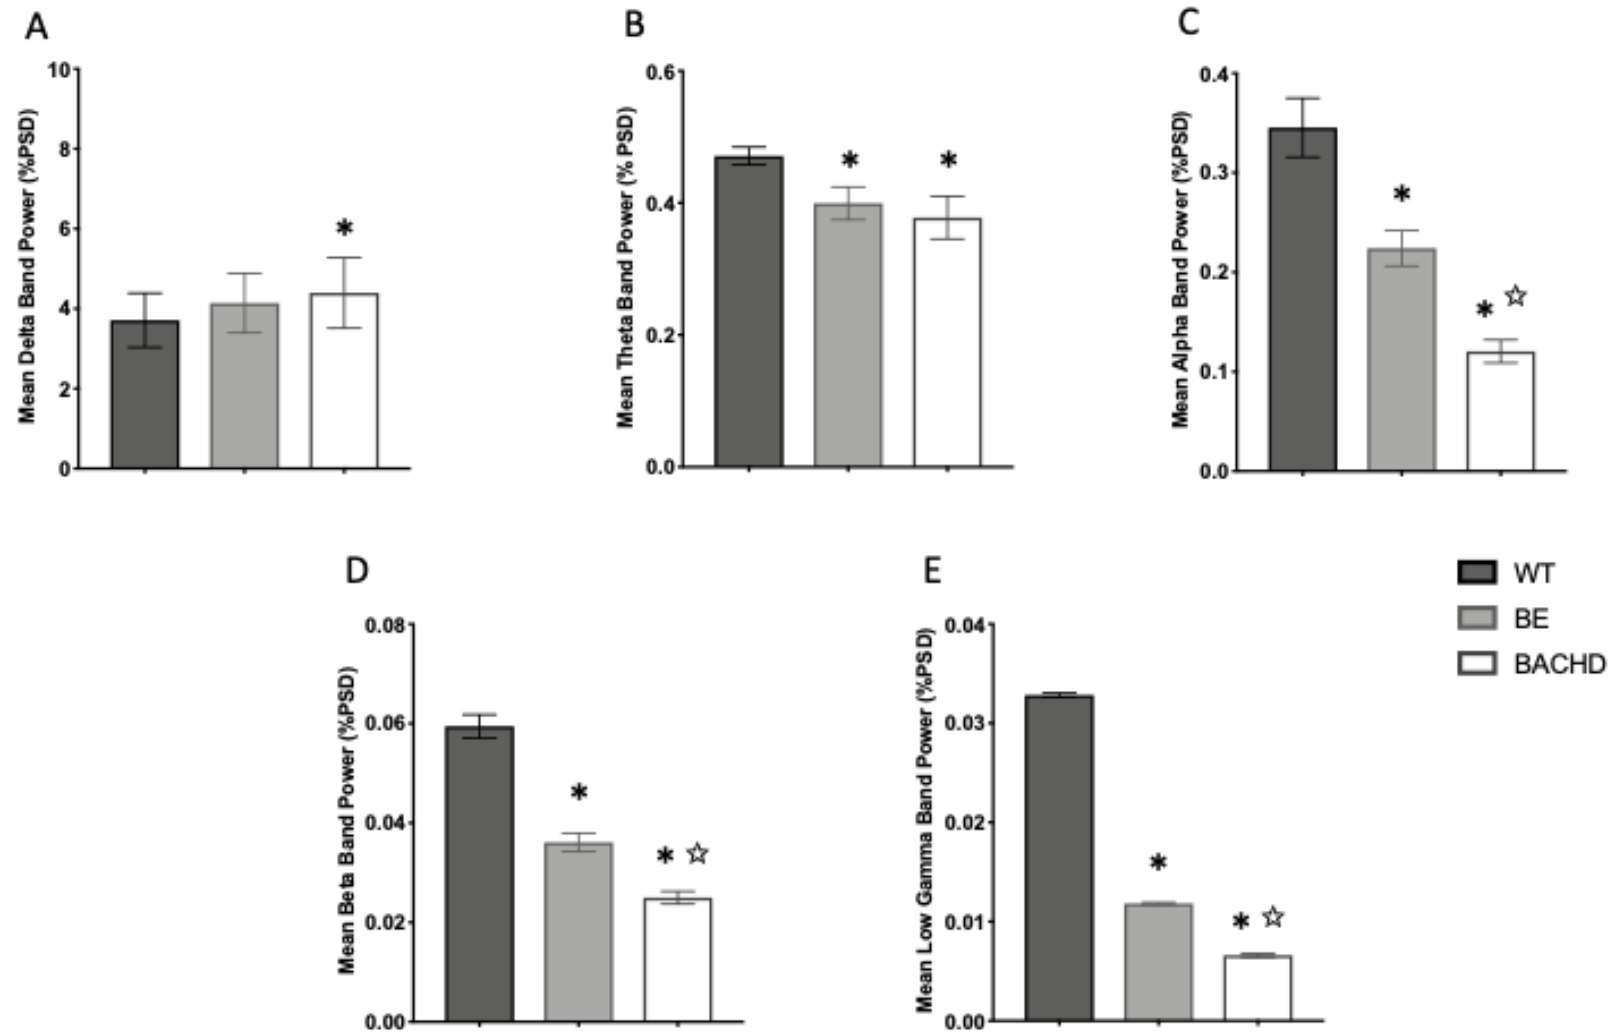 A
Mean Delta Band Power (%PSD)
10
8
6
4
2
0
*
B
Mean Theta Band Power (% PSD)
0.6
0.4
0.2
0.0
*
*
C
Mean Alpha Band Power (%PSD)
0.4
0.3
0.2
0.1
0.0
*
* ☆
D
Mean Beta Band Power (%PSD)
0.08
0.06
0.04
0.02
0.00
*
* ☆
E
Mean Low Gamma Band Power (%PSD)
0.04
0.03
0.02
0.01
0.00
*
* ☆
WT
BE
BACHD